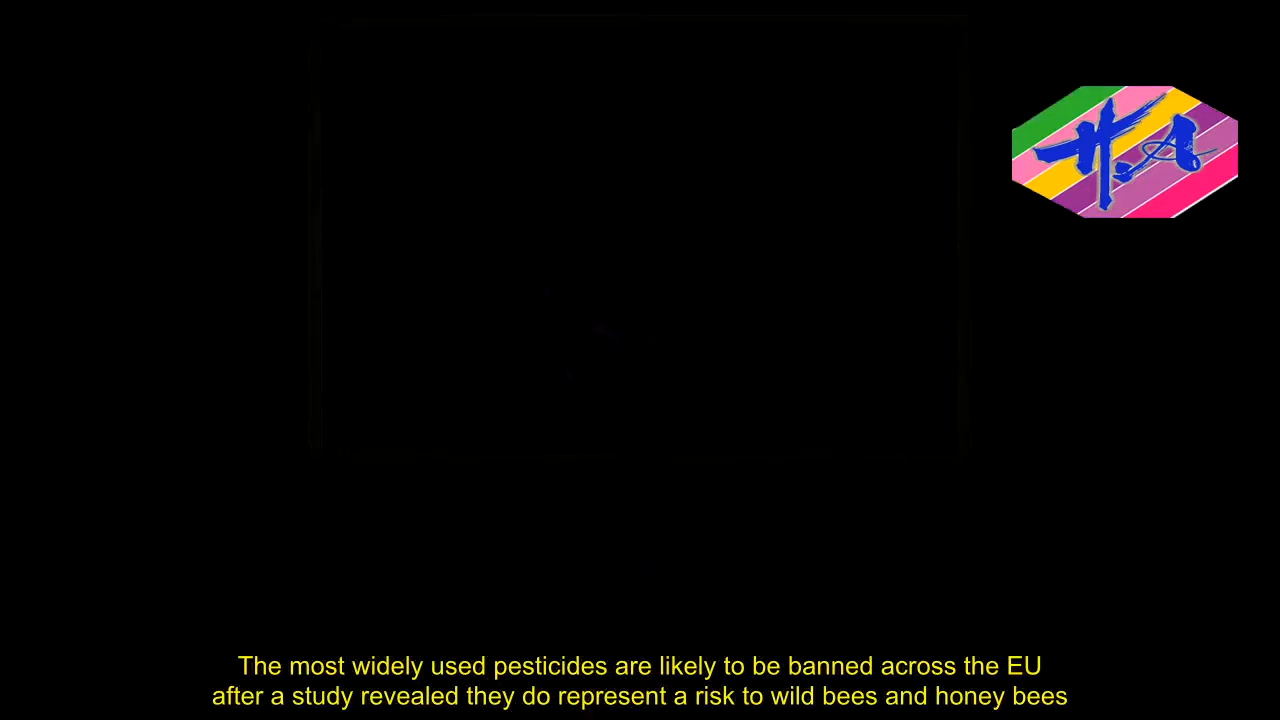 The most widely used pesticides are likely to be banned across the EU
after a study revealed they do represent a risk to wild bees and honey bees